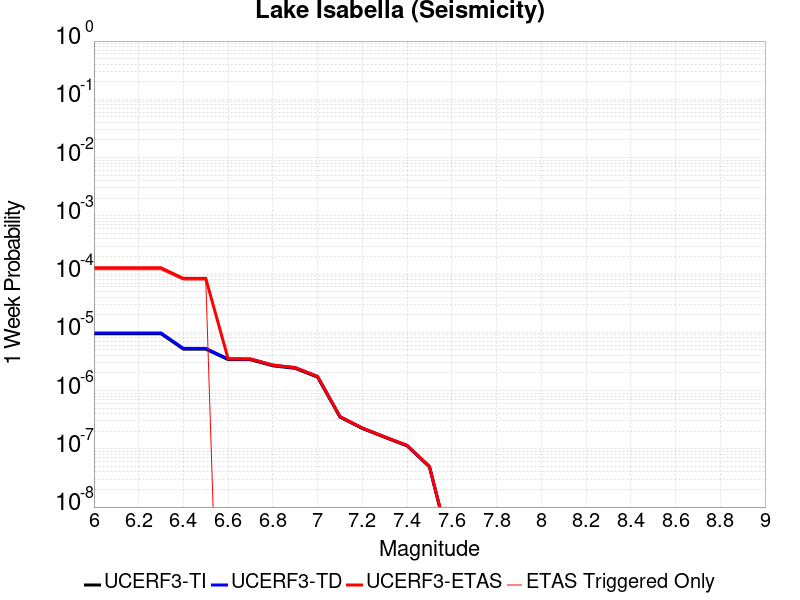 Lake Isabella (Seismicity)
10^0
10^-1
10^-2
10^-3
10^-4
10^-5
10^-6
10^-7
10^-8
1 Week Probability
6 6.2 6.4 6.6 6.8 7 7.2 7.4 7.6 7.8 8 8.2 8.4 8.6 8.8 9
Magnitude
UCERF3-TI UCERF3-TD UCERF3-ETAS ETAS Triggered Only